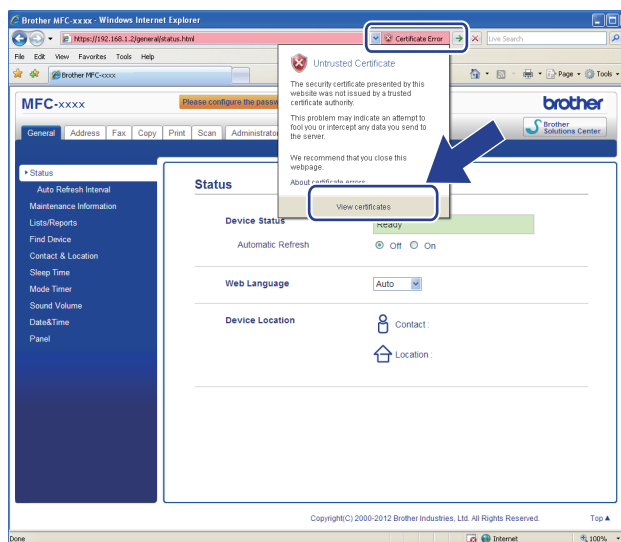 Brother MFC-xxxx - Windows Internet Explorer
https://192.168.1.2/general/status.html
Certificate Error
Live Search
File Edit View Favorites Tools Help
Brother MFC-xxxx
Page
Tools
Untrusted Certificate
The security certificate presented by this
website was not issued by a trusted
certificate authority.
This problem may indicate an attempt to
fool you or intercept any data you send to
the server.
We recommend that you close this
webpage.
About certificate errors
View certificates
MFC-xxxx
Please configure the passw
brother
General Address Fax Copy Print Scan Administrator
Brother
Solutions Center
Status
Auto Refresh Interval
Maintenance Information
Lists/Reports
Find Device
Contact & Location
Sleep Time
Mode Timer
Sound Volume
Date&Time
Panel
Status
Device Status
Ready
Automatic Refresh
Off On
Web Language
Auto
Device Location
Contact :
Location :
Copyright(C) 2000-2012 Brother Industries, Ltd. All Rights Reserved.
Top▲
Done
Internet
100%